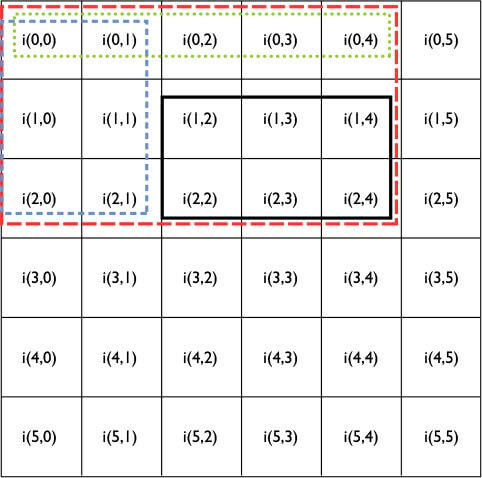 i(0,0) i(0,1) i(0,2) i(0,3) i(0,4) i(0,5)
i(1,0) i(1,1) i(1,2) i(1,3) i(1,4) i(1,5)
i(2,0) i(2,1) i(2,2) i(2,3) i(2,4) i(2,5)
i(3,0) i(3,1) i(3,2) i(3,3) i(3,4) i(3,5)
i(4,0) i(4,1) i(4,2) i(4,3) i(4,4) i(4,5)
i(5,0) i(5,1) i(5,2) i(5,3) i(5,4) i(5,5)